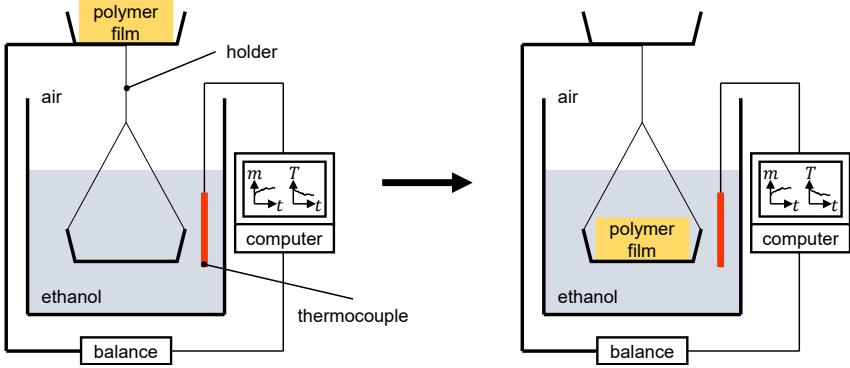 polymer
film
holder
air
m
T
t
t
computer
ethanol
thermocouple
balance
air
m
T
t
t
polymer
film
computer
ethanol
balance